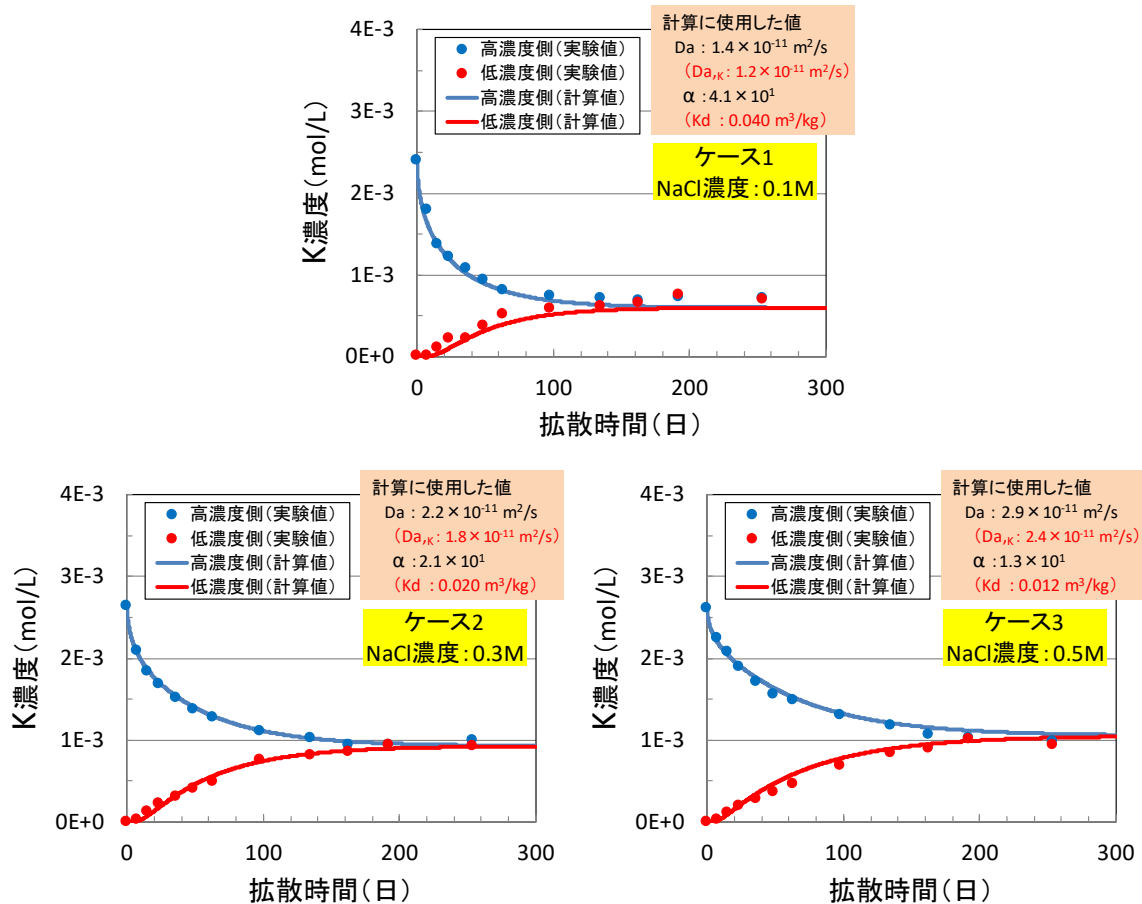 4E-3
3E-3
2E-3
1E-3
0E+0
K濃度(mol/L)
高濃度側(実験値)
低濃度側(実験値)
高濃度側(計算値)
低濃度側(計算値)
計算に使用した値
Da : 1.4×10⁻¹¹ m²/s
(Da,K : 1.2×10⁻¹¹ m²/s)
α : 4.1×10¹
(Kd : 0.040 m³/kg)
ケース1
NaCl濃度:0.1M
0 100 200 300
拡散時間(日)
4E-3
3E-3
2E-3
1E-3
0E+0
K濃度(mol/L)
高濃度側(実験値)
低濃度側(実験値)
高濃度側(計算値)
低濃度側(計算値)
計算に使用した値
Da : 2.2×10⁻¹¹ m²/s
(Da,K : 1.8×10⁻¹¹ m²/s)
α : 2.1×10¹
(Kd : 0.020 m³/kg)
ケース2
NaCl濃度:0.3M
0 100 200 300
拡散時間(日)
4E-3
3E-3
2E-3
1E-3
0E+0
K濃度(mol/L)
高濃度側(実験値)
低濃度側(実験値)
高濃度側(計算値)
低濃度側(計算値)
計算に使用した値
Da : 2.9×10⁻¹¹ m²/s
(Da,K : 2.4×10⁻¹¹ m²/s)
α : 1.3×10¹
(Kd : 0.012 m³/kg)
ケース3
NaCl濃度:0.5M
0 100 200 300
拡散時間(日)